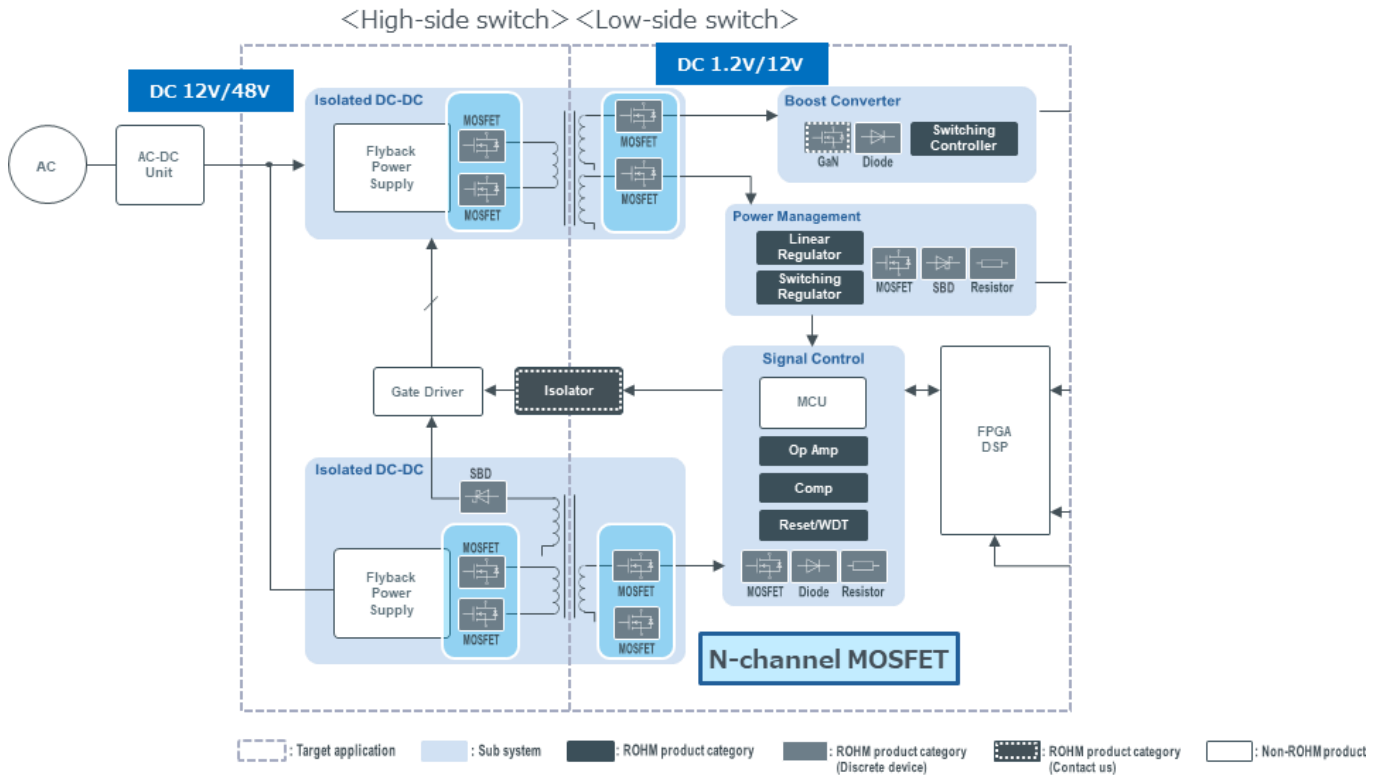 <High-side switch>
<Low-side switch>
DC 12V/48V
DC 1.2V/12V
AC
AC-DC
Unit
Isolated DC-DC
Flyback
Power
Supply
MOSFET
MOSFET
MOSFET
MOSFET
Boost Converter
GaN
Diode
Switching
Controller
Power Management
Linear
Regulator
Switching
Regulator
MOSFET
SBD
Resistor
Gate Driver
Isolator
Signal Control
MCU
Op Amp
Comp
Reset/WDT
MOSFET
Diode
Resistor
FPGA
DSP
Isolated DC-DC
SBD
Flyback
Power
Supply
MOSFET
MOSFET
MOSFET
MOSFET
N-channel MOSFET
: Target application
: Sub system
: ROHM product category
: ROHM product category
(Discrete device)
: ROHM product category
(Contact us)
: Non-ROHM product